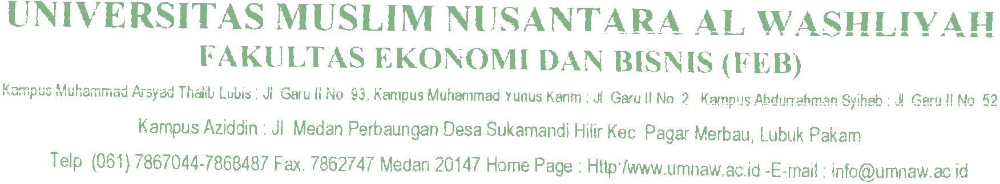 UNIVERSITAS MUSLIM NUSANTARA AL WASHLIYAH
FAKULTAS EKONOMI DAN BISNIS (FEB)
Kampus Muhammad Arsyad Thalib Lubis : Jl Garu II No 93, Kampus Muhammad Yunus Karim : Jl Garu II No 2 Kampus Abdurrahman Syihab : Jl Garu II No 52
Kampus Aziddin : Jl Medan Perbaungan Desa Sukamandi Hilir Kec Pagar Merbau, Lubuk Pakam
Telp (061) 7867044-7868487 Fax. 7862747 Medan 20147 Home Page : Http:/www.umnaw.ac.id -E-mail : info@umnaw.ac id